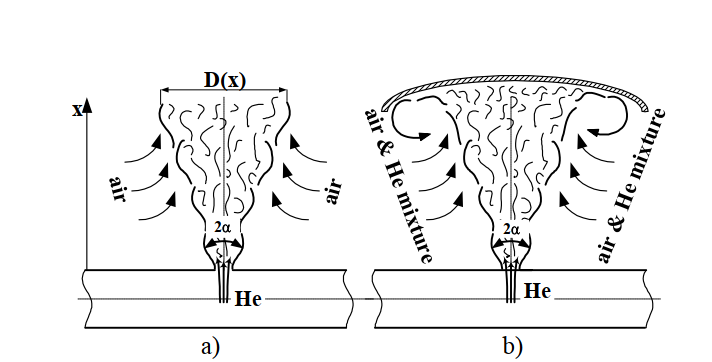 D(x)
x
air
air
2α
He
a)
air & He mixture
air & He mixture
2α
He
b)